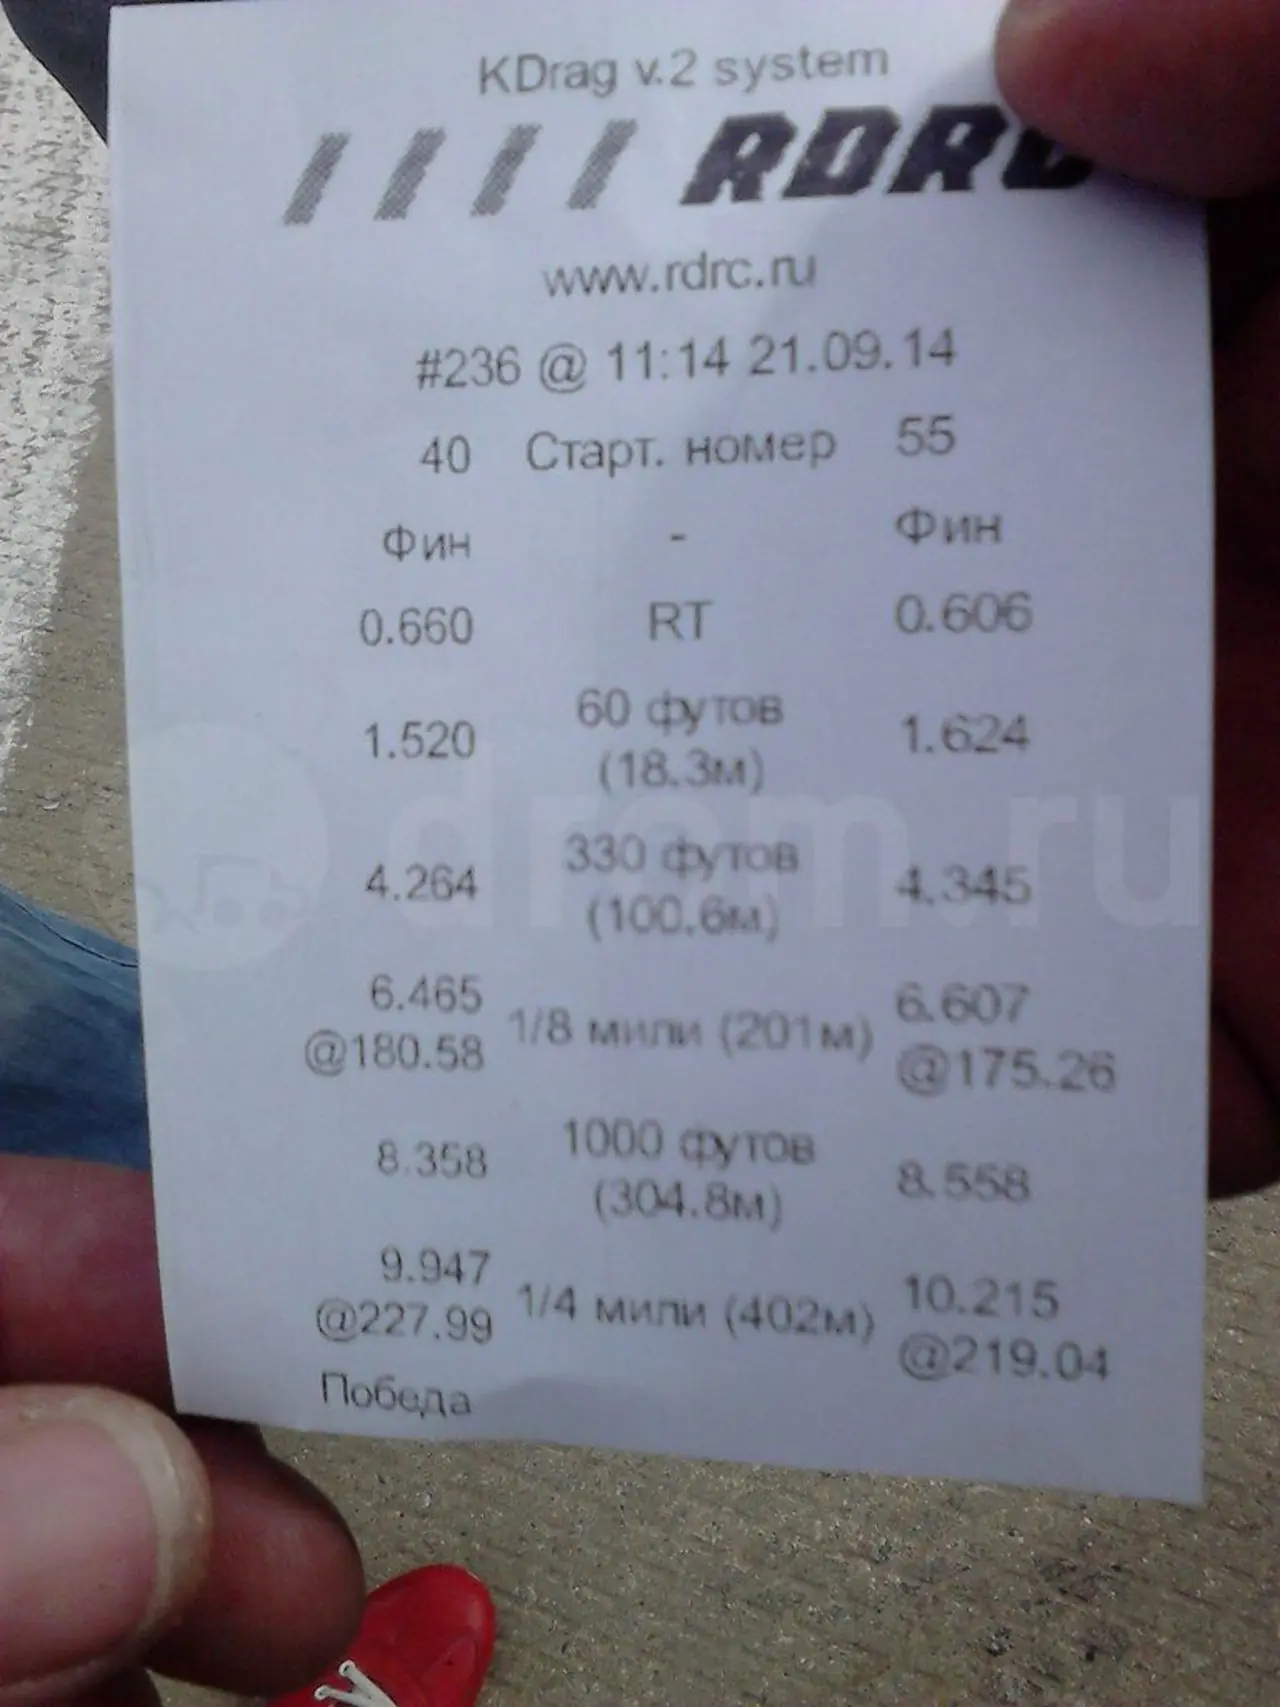 KDrag v.2 system
RDRC
www.rdrc.ru
#236 @ 11:14 21.09.14
40 Старт. номер 55
Фин - Фин
0.660 RT 0.606
1.520 60 футов (18.3м) 1.624
4.264 330 футов (100.6м) 4.345
6.465 @180.58 1/8 мили (201м) 6.607 @175.26
8.358 1000 футов (304.8м) 8.558
9.947 @227.99 1/4 мили (402м) 10.215 @219.04
Победа
drom.ru